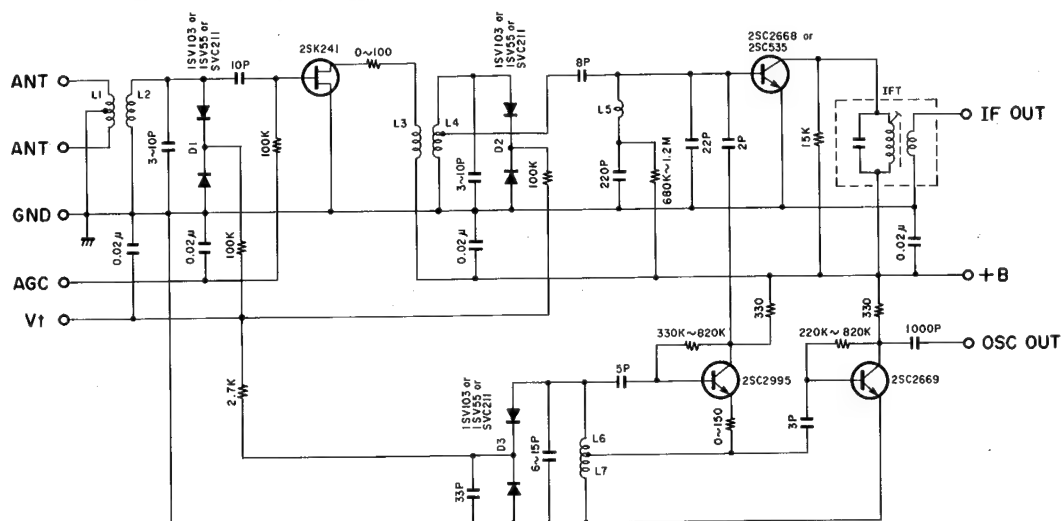 1SV103 or
1SV55 or
SVC211
2SK241
0~100
1SV103 or
1SV55 or
SVC211
2SC2668 or
2SC535
ANT
L1
L2
10P
8P
IFT
IF OUT
L3
L4
L5
ANT
3~10P
D1
100K
3~10P
D2
100K
220P
680K~1.2M
22P
2P
15K
GND
0.02μ
0.02μ
100K
0.02μ
0.02μ
AGC
+B
Vt
330
330
330K~820K
220K~820K
1000P
OSC OUT
2.7K
1SV103 or
1SV55 or
SVC211
5P
2SC2995
2SC2669
D3
6~15P
L6
L7
0~150
3P
33P